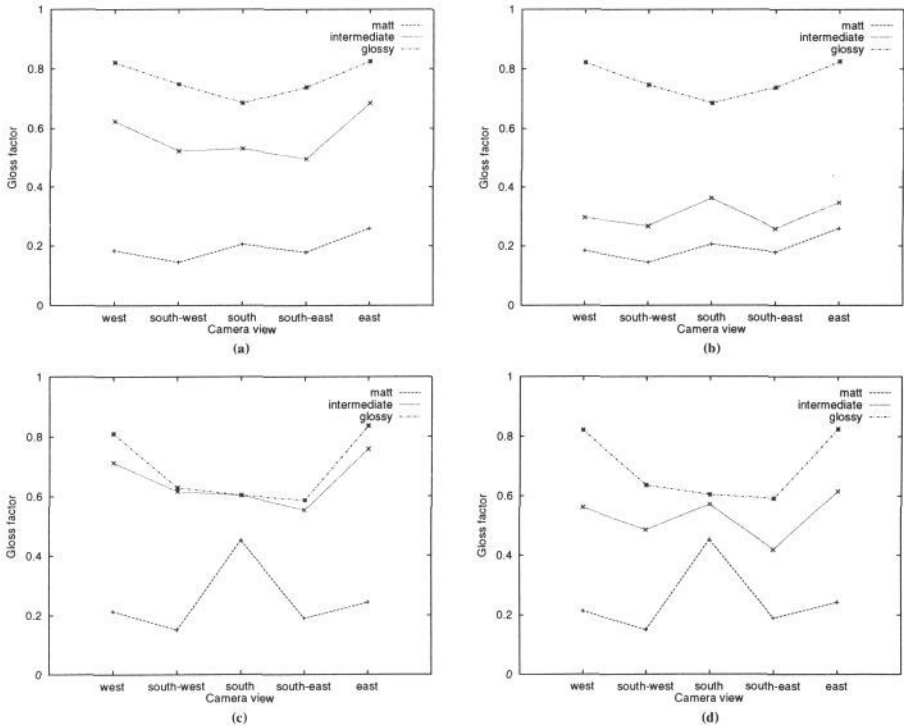 1
matt
intermediate
glossy
0.8
0.6
Gloss factor
0.4
0.2
0
west south-west south south-east east
Camera view
(a)
1
matt
intermediate
glossy
0.8
0.6
Gloss factor
0.4
0.2
0
west south-west south south-east east
Camera view
(b)
1
matt
intermediate
glossy
0.8
0.6
Gloss factor
0.4
0.2
0
west south-west south south-east east
Camera view
(c)
1
matt
intermediate
glossy
0.8
0.6
Gloss factor
0.4
0.2
0
west south-west south south-east east
Camera view
(d)